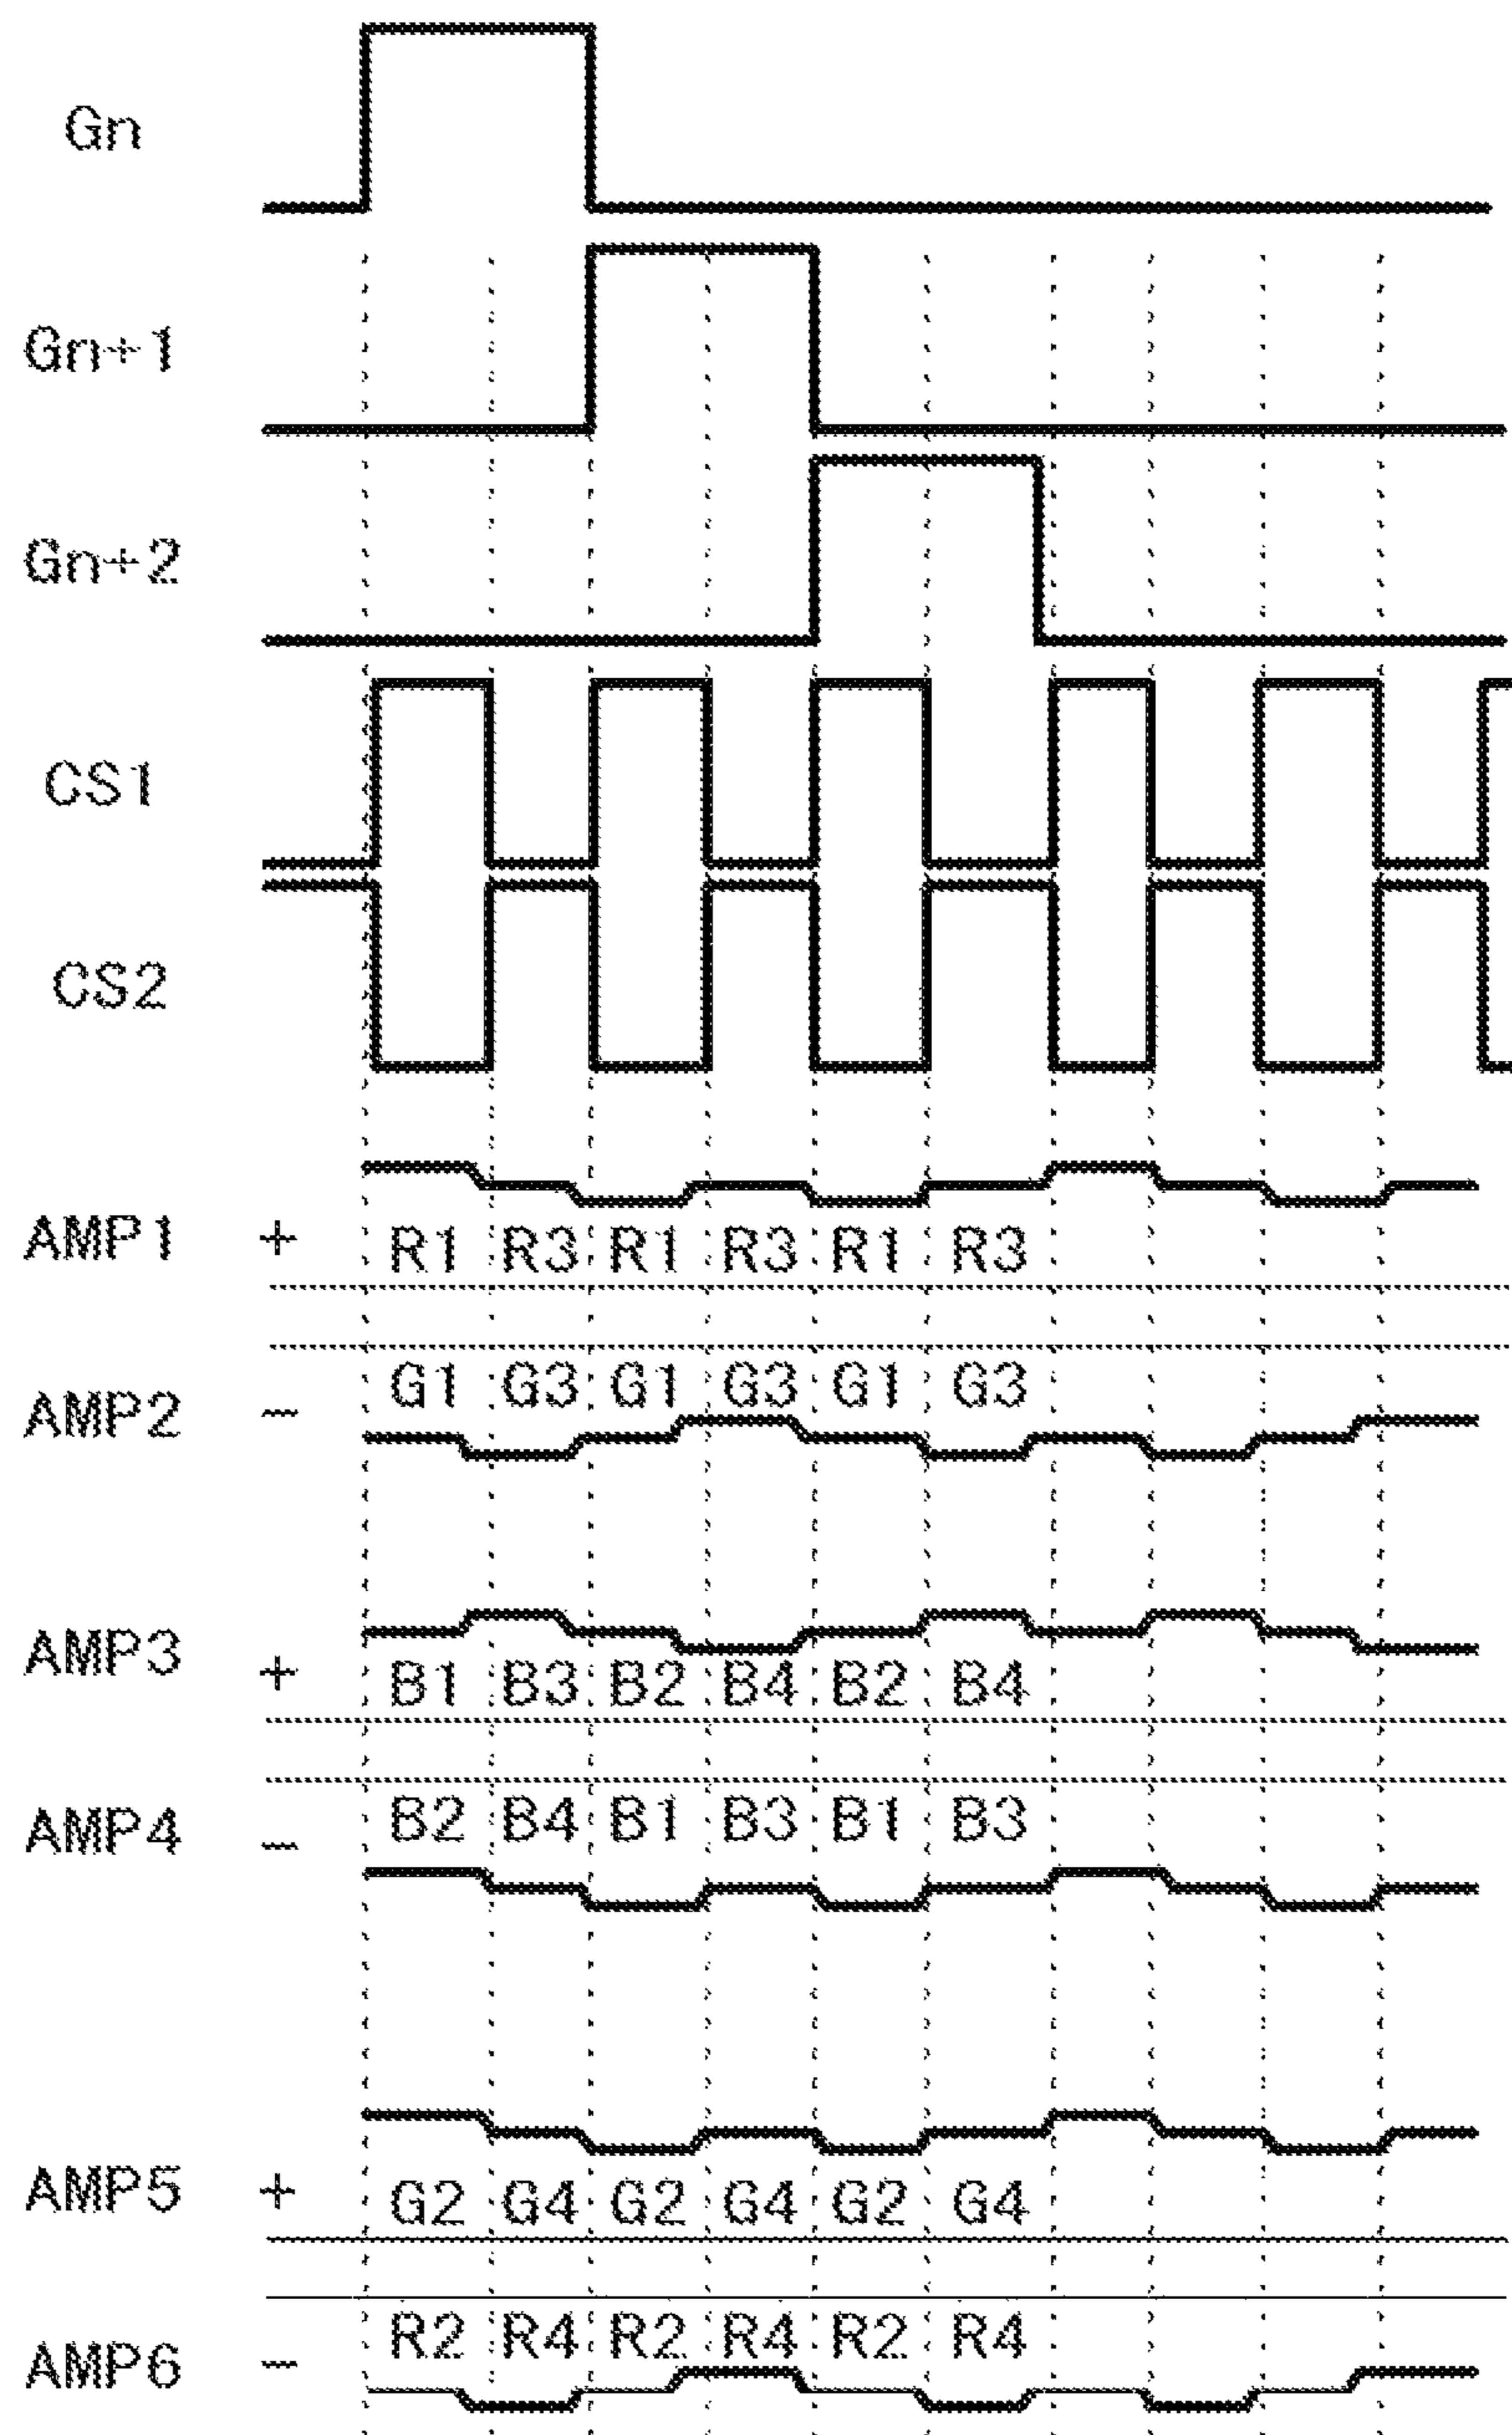 Gn
Gn+1
Gn+2
CS1
CS2
AMP1 + R1 R3 R1 R3 R1 R3
AMP2 − G1 G3 G1 G3 G1 G3
AMP3 + B1 B3 B2 B4 B2 B4
AMP4 − B2 B4 B1 B3 B1 B3
AMP5 + G2 G4 G2 G4 G2 G4
AMP6 − R2 R4 R2 R4 R2 R4